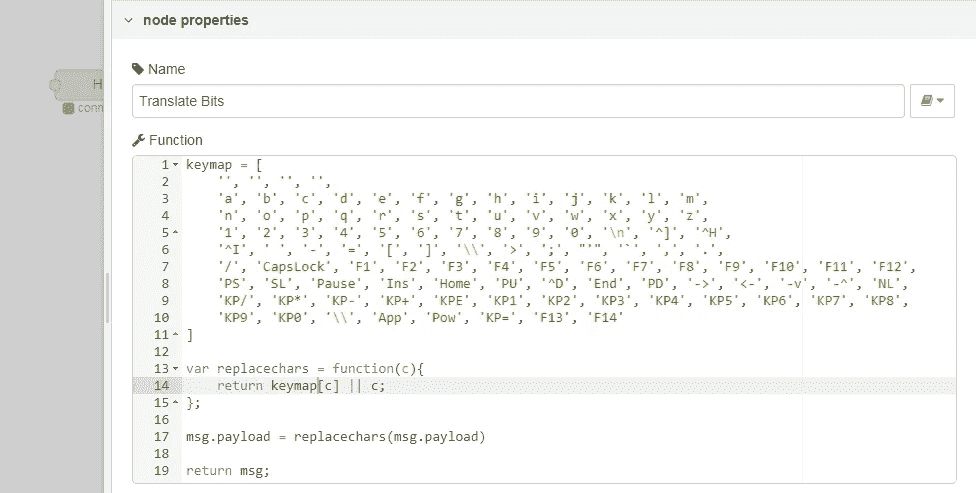 node properties
H
conn
Name
Translate Bits
Function
1 keymap = [
2 '', '', '', '',
3 'a', 'b', 'c', 'd', 'e', 'f', 'g', 'h', 'i', 'j', 'k', 'l', 'm',
4 'n', 'o', 'p', 'q', 'r', 's', 't', 'u', 'v', 'w', 'x', 'y', 'z',
5 '1', '2', '3', '4', '5', '6', '7', '8', '9', '0', '\n', '^]', '^H',
6 '^I', ' ', '-', '=', '[', ']', '\\', '>', ';', "'", '`', ',', '.',
7 '/', 'CapsLock', 'F1', 'F2', 'F3', 'F4', 'F5', 'F6', 'F7', 'F8', 'F9', 'F10', 'F11', 'F12',
8 'PS', 'SL', 'Pause', 'Ins', 'Home', 'PU', '^D', 'End', 'PD', '->', '<-', '-v', '-^', 'NL',
9 'KP/', 'KP*', 'KP-', 'KP+', 'KPE', 'KP1', 'KP2', 'KP3', 'KP4', 'KP5', 'KP6', 'KP7', 'KP8',
10 'KP9', 'KP0', '\\', 'App', 'Pow', 'KP=', 'F13', 'F14'
11 ]
12
13 var replacechars = function(c){
14 return keymap[c] || c;
15 };
16
17 msg.payload = replacechars(msg.payload)
18
19 return msg;